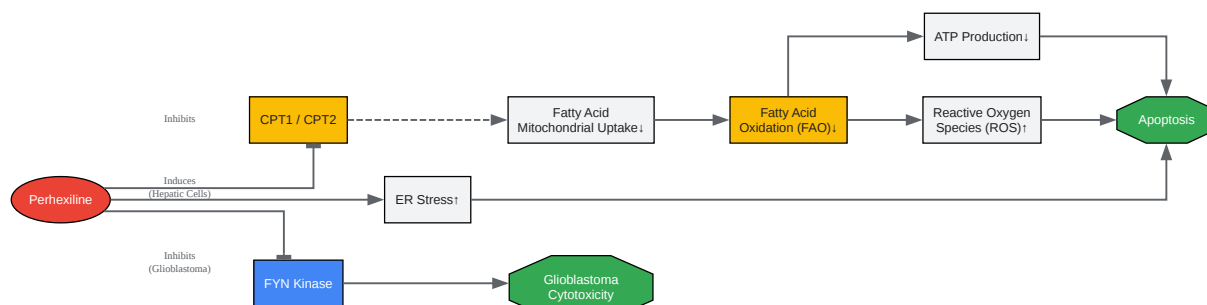 ATP Production↓
Inhibits
CPT1 / CPT2
Fatty Acid
Mitochondrial Uptake↓
Fatty Acid
Oxidation (FAO)↓
Reactive Oxygen
Species (ROS)↑
Apoptosis
Perhexiline
Induces
(Hepatic Cells)
ER Stress↑
Inhibits
(Glioblastoma)
FYN Kinase
Glioblastoma
Cytotoxicity